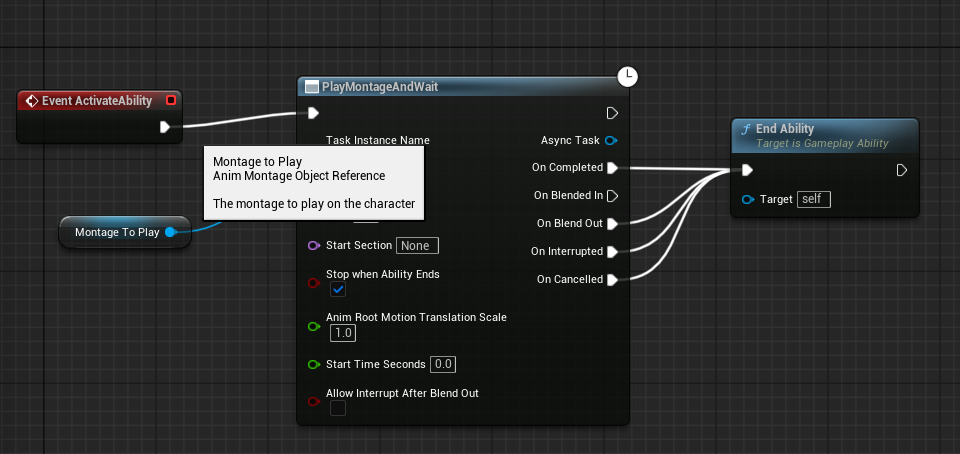 Event ActivateAbility
PlayMontageAndWait
Task Instance Name
Async Task
Montage to Play
Anim Montage Object Reference
The montage to play on the character
Montage To Play
On Completed
On Blended In
On Blend Out
On Interrupted
On Cancelled
Start Section None
Stop when Ability Ends
Anim Root Motion Translation Scale
1.0
Start Time Seconds 0.0
Allow Interrupt After Blend Out
f End Ability
Target is Gameplay Ability
Target self